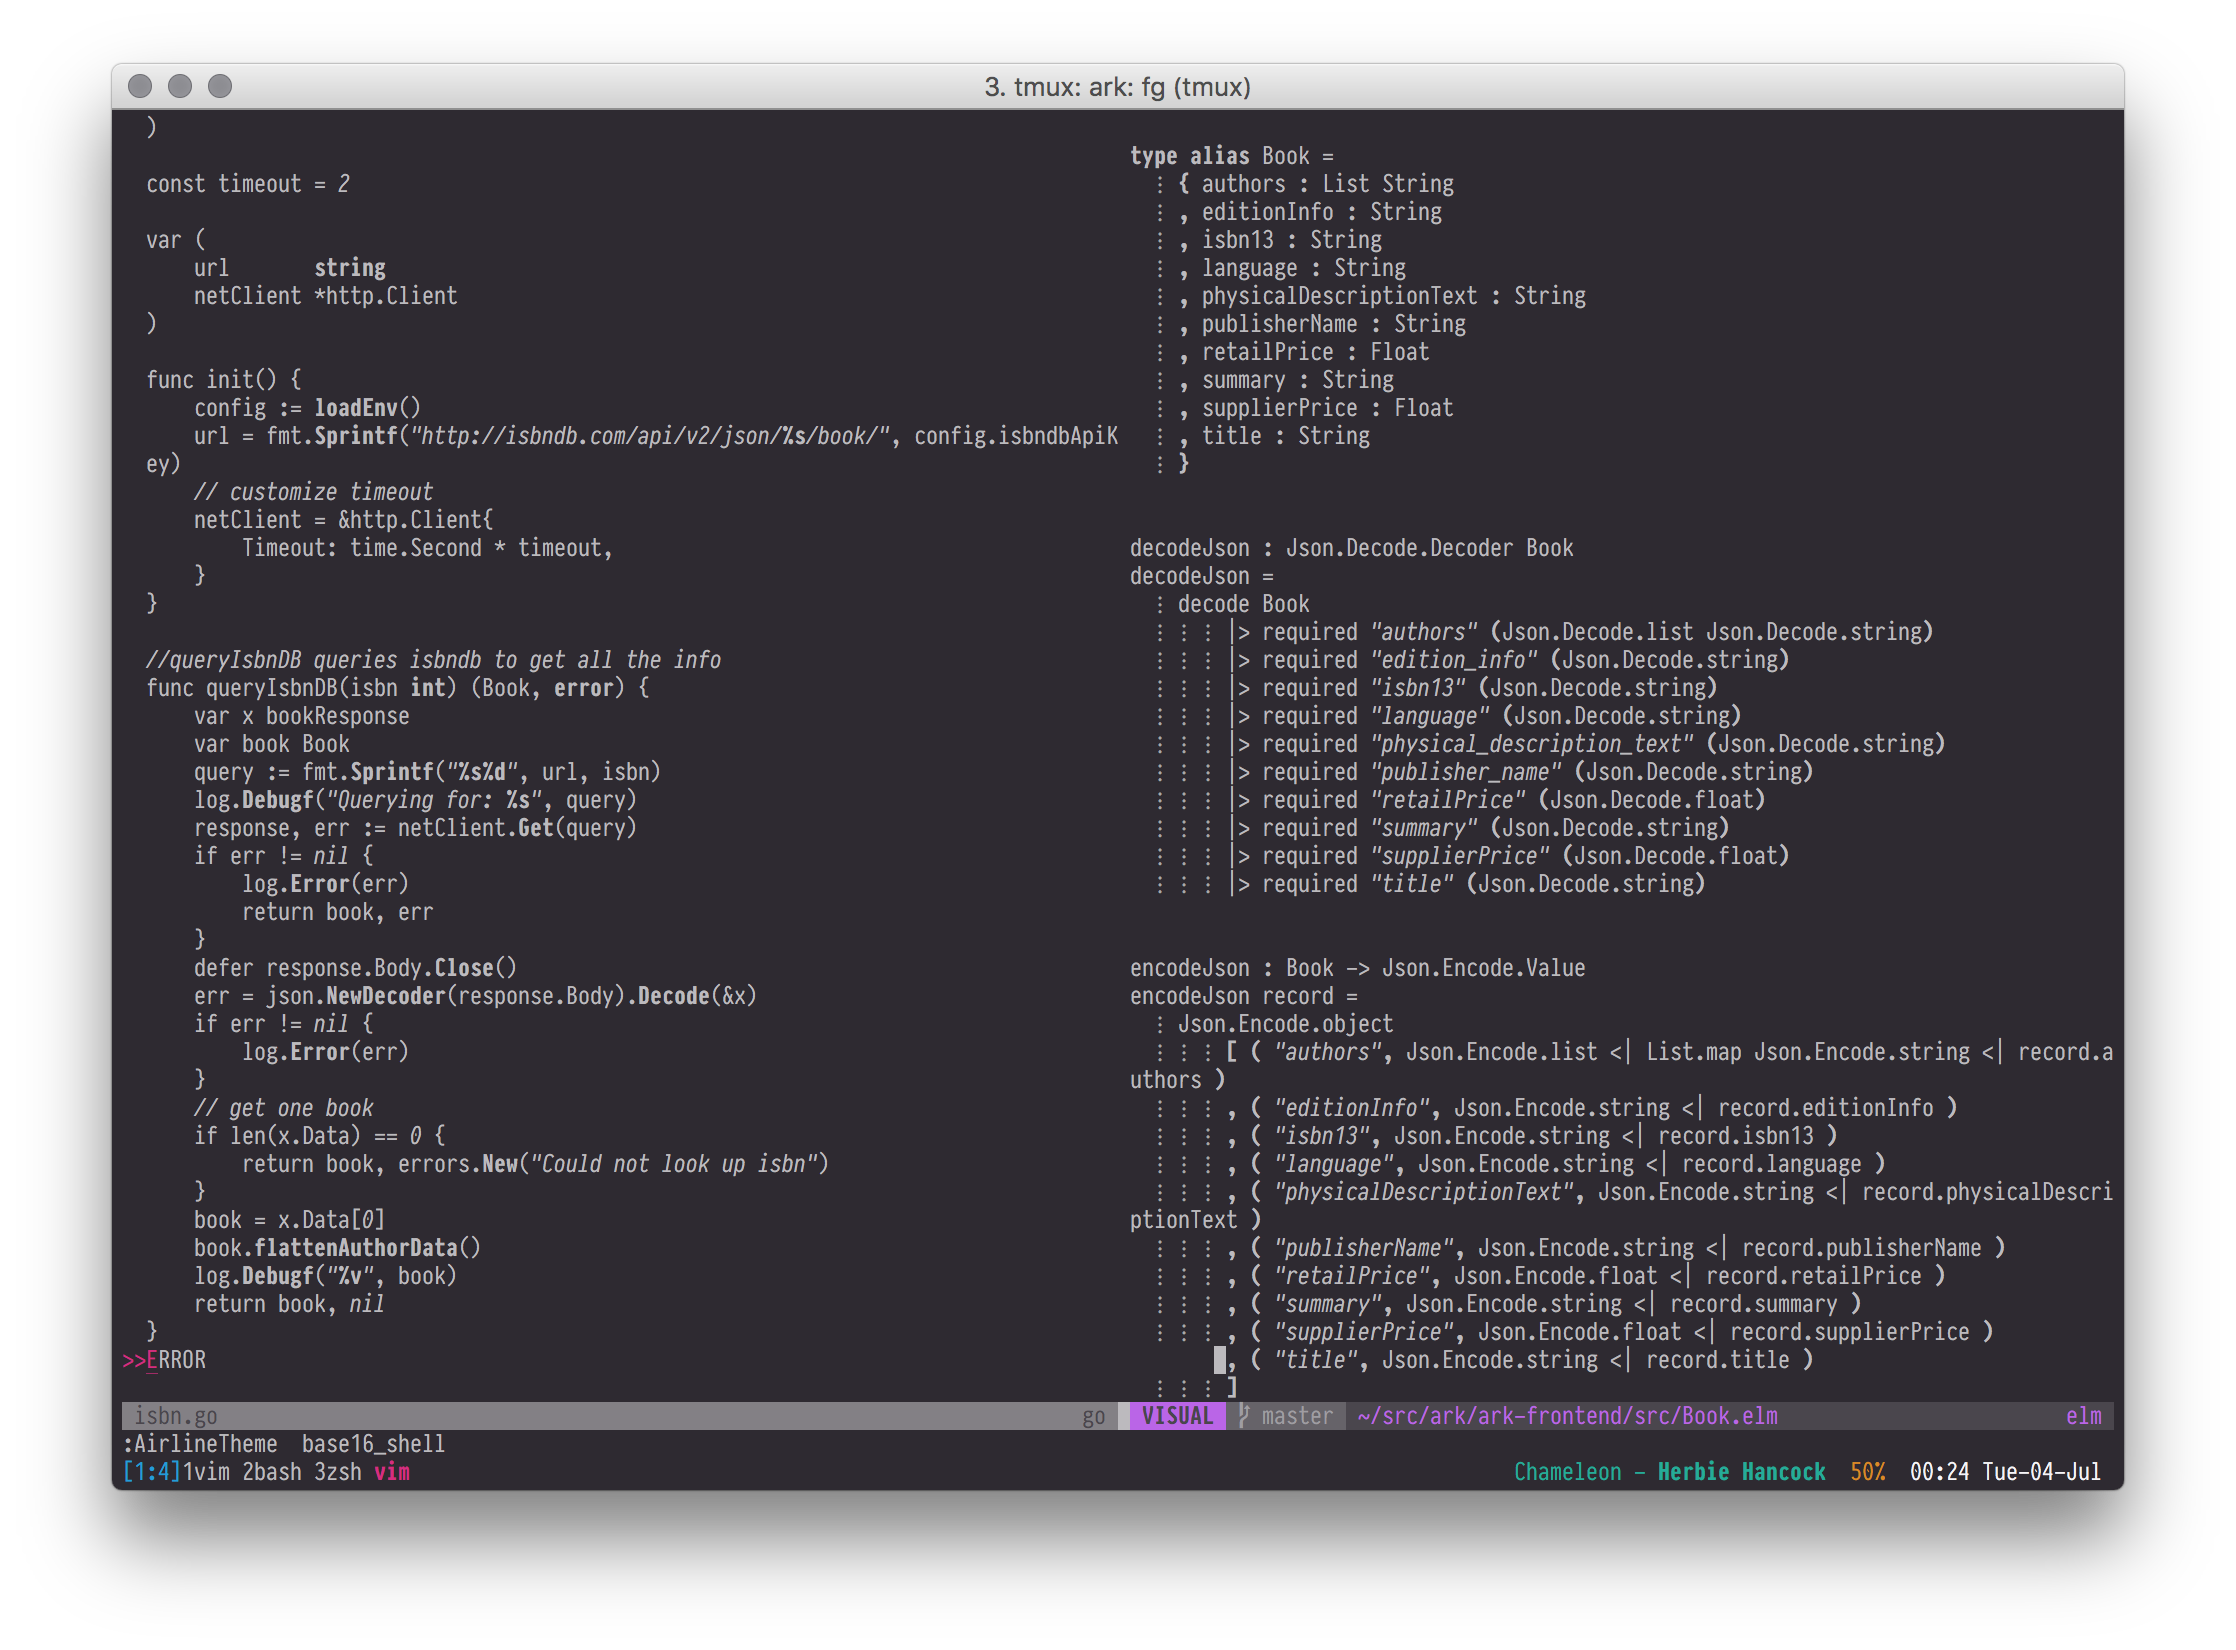 3. tmux: ark: fg (tmux)
)
const timeout = 2
var (
    url       string
    netClient *http.Client
)
func init() {
    config := loadEnv()
    url = fmt.Sprintf("http://isbndb.com/api/v2/json/%s/book/", config.isbndbApiK
ey)
    // customize timeout
    netClient = &http.Client{
        Timeout: time.Second * timeout,
    }
}
//queryIsbnDB queries isbndb to get all the info
func queryIsbnDB(isbn int) (Book, error) {
    var x bookResponse
    var book Book
    query := fmt.Sprintf("%s%d", url, isbn)
    log.Debugf("Querying for: %s", query)
    response, err := netClient.Get(query)
    if err != nil {
        log.Error(err)
        return book, err
    }
    defer response.Body.Close()
    err = json.NewDecoder(response.Body).Decode(&x)
    if err != nil {
        log.Error(err)
    }
    // get one book
    if len(x.Data) == 0 {
        return book, errors.New("Could not look up isbn")
    }
    book = x.Data[0]
    book.flattenAuthorData()
    log.Debugf("%v", book)
    return book, nil
}
>>ERROR
isbn.go go
type alias Book =
  ⋮ { authors : List String
  ⋮ , editionInfo : String
  ⋮ , isbn13 : String
  ⋮ , language : String
  ⋮ , physicalDescriptionText : String
  ⋮ , publisherName : String
  ⋮ , retailPrice : Float
  ⋮ , summary : String
  ⋮ , supplierPrice : Float
  ⋮ , title : String
  ⋮ }
decodeJson : Json.Decode.Decoder Book
decodeJson =
  ⋮ decode Book
  ⋮ ⋮ ⋮ |> required "authors" (Json.Decode.list Json.Decode.string)
  ⋮ ⋮ ⋮ |> required "edition_info" (Json.Decode.string)
  ⋮ ⋮ ⋮ |> required "isbn13" (Json.Decode.string)
  ⋮ ⋮ ⋮ |> required "language" (Json.Decode.string)
  ⋮ ⋮ ⋮ |> required "physical_description_text" (Json.Decode.string)
  ⋮ ⋮ ⋮ |> required "publisher_name" (Json.Decode.string)
  ⋮ ⋮ ⋮ |> required "retailPrice" (Json.Decode.float)
  ⋮ ⋮ ⋮ |> required "summary" (Json.Decode.string)
  ⋮ ⋮ ⋮ |> required "supplierPrice" (Json.Decode.float)
  ⋮ ⋮ ⋮ |> required "title" (Json.Decode.string)
encodeJson : Book -> Json.Encode.Value
encodeJson record =
  ⋮ Json.Encode.object
  ⋮ ⋮ ⋮ [ ( "authors", Json.Encode.list <| List.map Json.Encode.string <| record.a
uthors )
  ⋮ ⋮ ⋮ , ( "editionInfo", Json.Encode.string <| record.editionInfo )
  ⋮ ⋮ ⋮ , ( "isbn13", Json.Encode.string <| record.isbn13 )
  ⋮ ⋮ ⋮ , ( "language", Json.Encode.string <| record.language )
  ⋮ ⋮ ⋮ , ( "physicalDescriptionText", Json.Encode.string <| record.physicalDescri
ptionText )
  ⋮ ⋮ ⋮ , ( "publisherName", Json.Encode.string <| record.publisherName )
  ⋮ ⋮ ⋮ , ( "retailPrice", Json.Encode.float <| record.retailPrice )
  ⋮ ⋮ ⋮ , ( "summary", Json.Encode.string <| record.summary )
  ⋮ ⋮ ⋮ , ( "supplierPrice", Json.Encode.float <| record.supplierPrice )
        , ( "title", Json.Encode.string <| record.title )
  ⋮ ⋮ ⋮ ]
VISUAL master ~/src/ark/ark-frontend/src/Book.elm elm
:AirlineTheme  base16_shell
[1:4]1vim 2bash 3zsh vim Chameleon - Herbie Hancock 50% 00:24 Tue-04-Jul